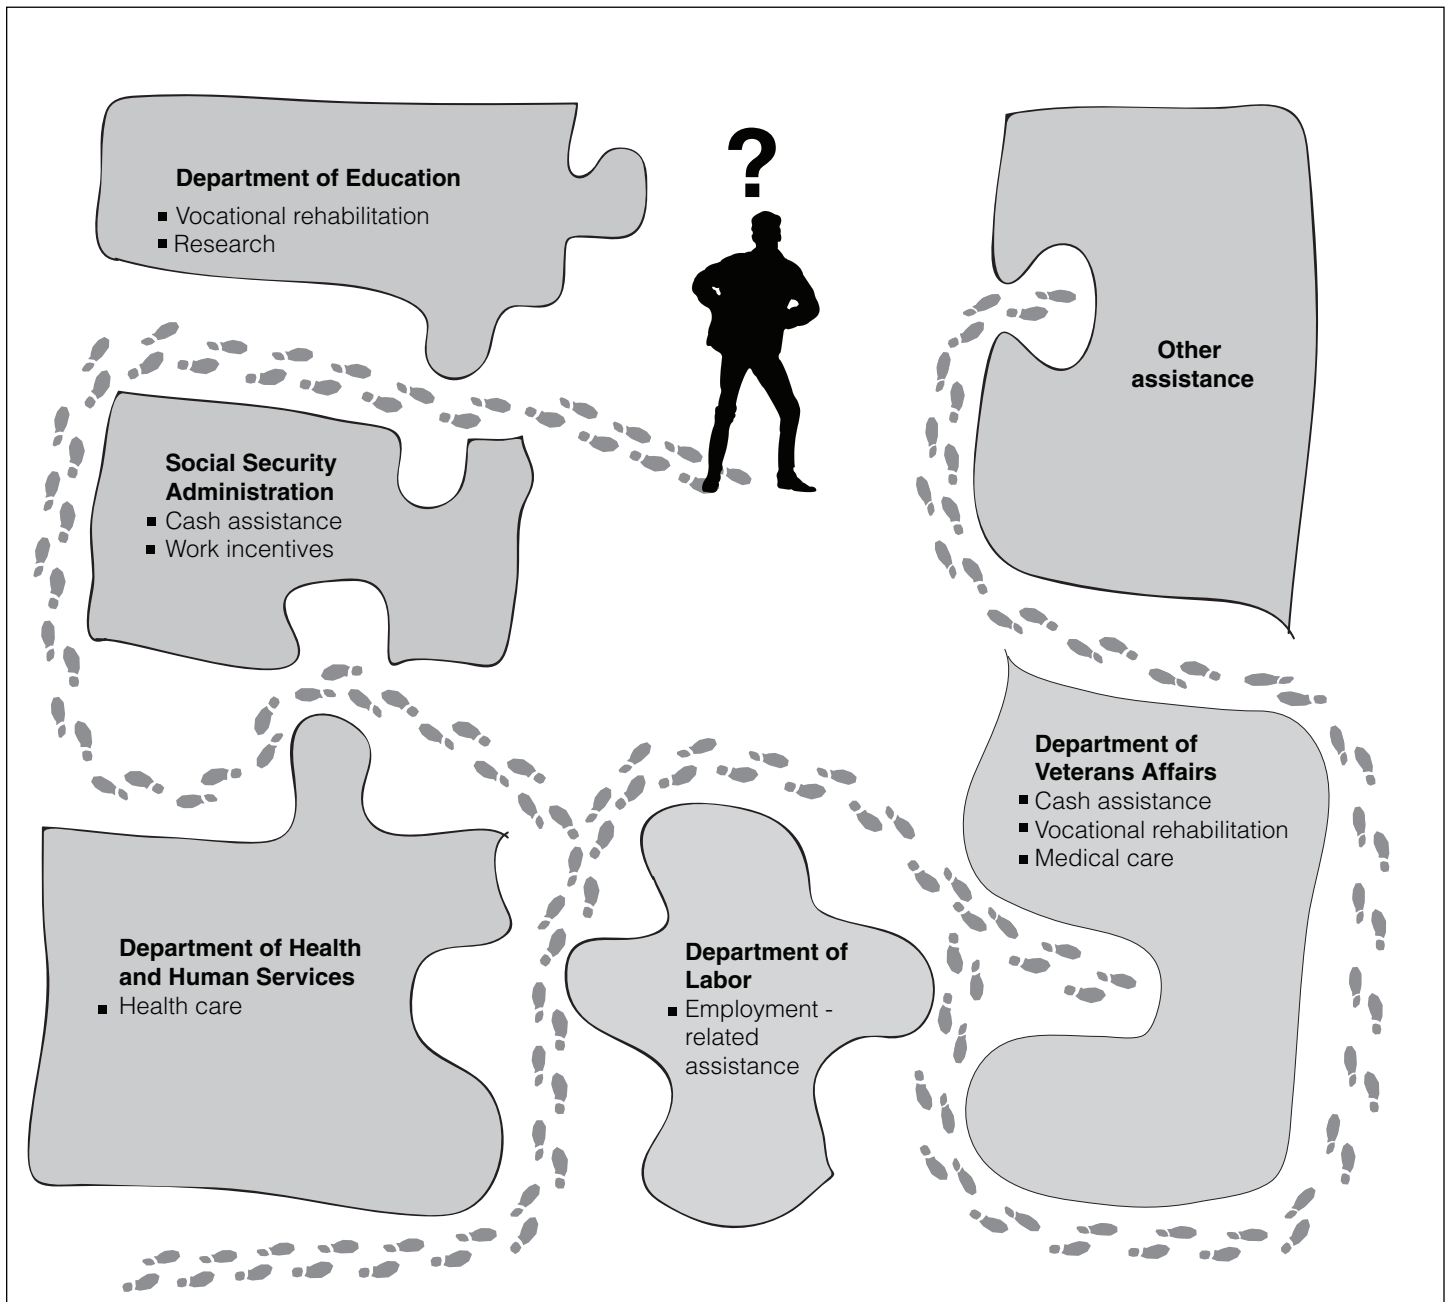 Department of Education
■ Vocational rehabilitation
■ Research
?
Other
assistance
Social Security
Administration
■ Cash assistance
■ Work incentives
Department of
Veterans Affairs
■ Cash assistance
■ Vocational rehabilitation
■ Medical care
Department of Health
and Human Services
■ Health care
Department of
Labor
■ Employment -
related
assistance